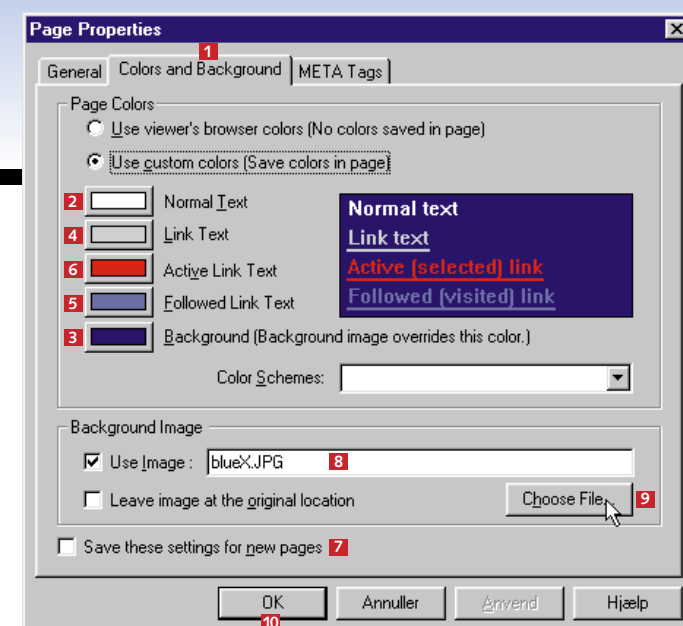 Page Properties
1
General Colors and Background META Tags
Page Colors
Use viewer's browser colors (No colors saved in page)
Use custom colors (Save colors in page)
2 Normal Text
4 Link Text
6 Active Link Text
5 Followed Link Text
3 Background (Background image overrides this color.)
Normal text
Link text
Active (selected) link
Followed (visited) link
Color Schemes:
Background Image
Use Image : blueX.JPG 8
Leave image at the original location
Choose File... 9
Save these settings for new pages 7
OK Annuller Anvend Hjælp
10